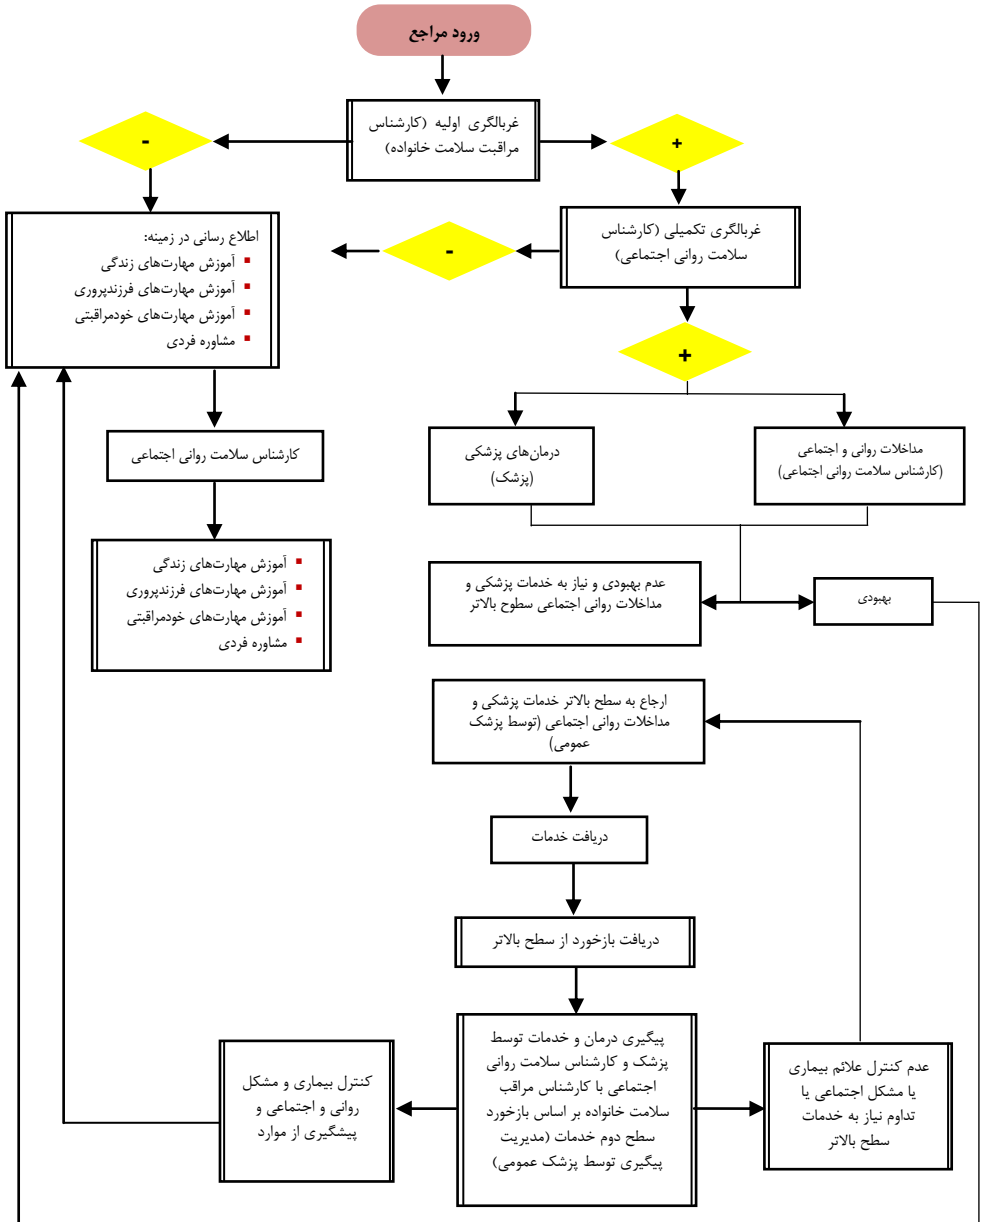 ورود مراجع
غربالگری اولیه (کارشناس
مراقبت سلامت خانواده)
-
+
غربالگری تکمیلی (کارشناس
سلامت روانی اجتماعی)
-
اطلاع رسانی در زمینه:
آموزش مهارت‌های زندگی
آموزش مهارت‌های فرزندپروری
آموزش مهارت‌های خودمراقبتی
مشاوره فردی
+
کارشناس سلامت روانی اجتماعی
درمان‌های پزشکی
(پزشک)
مداخلات روانی و اجتماعی
(کارشناس سلامت روانی اجتماعی)
آموزش مهارت‌های زندگی
آموزش مهارت‌های فرزندپروری
آموزش مهارت‌های خودمراقبتی
مشاوره فردی
عدم بهبودی و نیاز به خدمات پزشکی و
مداخلات روانی اجتماعی سطوح بالاتر
بهبودی
ارجاع به سطح بالاتر خدمات پزشکی و
مداخلات روانی اجتماعی (توسط پزشک
عمومی)
دریافت خدمات
دریافت بازخورد از سطح بالاتر
پیگیری درمان و خدمات توسط
پزشک و کارشناس سلامت روانی
اجتماعی با کارشناس مراقب
سلامت خانواده بر اساس بازخورد
سطح دوم خدمات (مدیریت
پیگیری توسط پزشک عمومی)
کنترل بیماری و مشکل
روانی و اجتماعی و
پیشگیری از موارد
عدم کنترل علائم بیماری
یا مشکل اجتماعی یا
تداوم نیاز به خدمات
سطح بالاتر